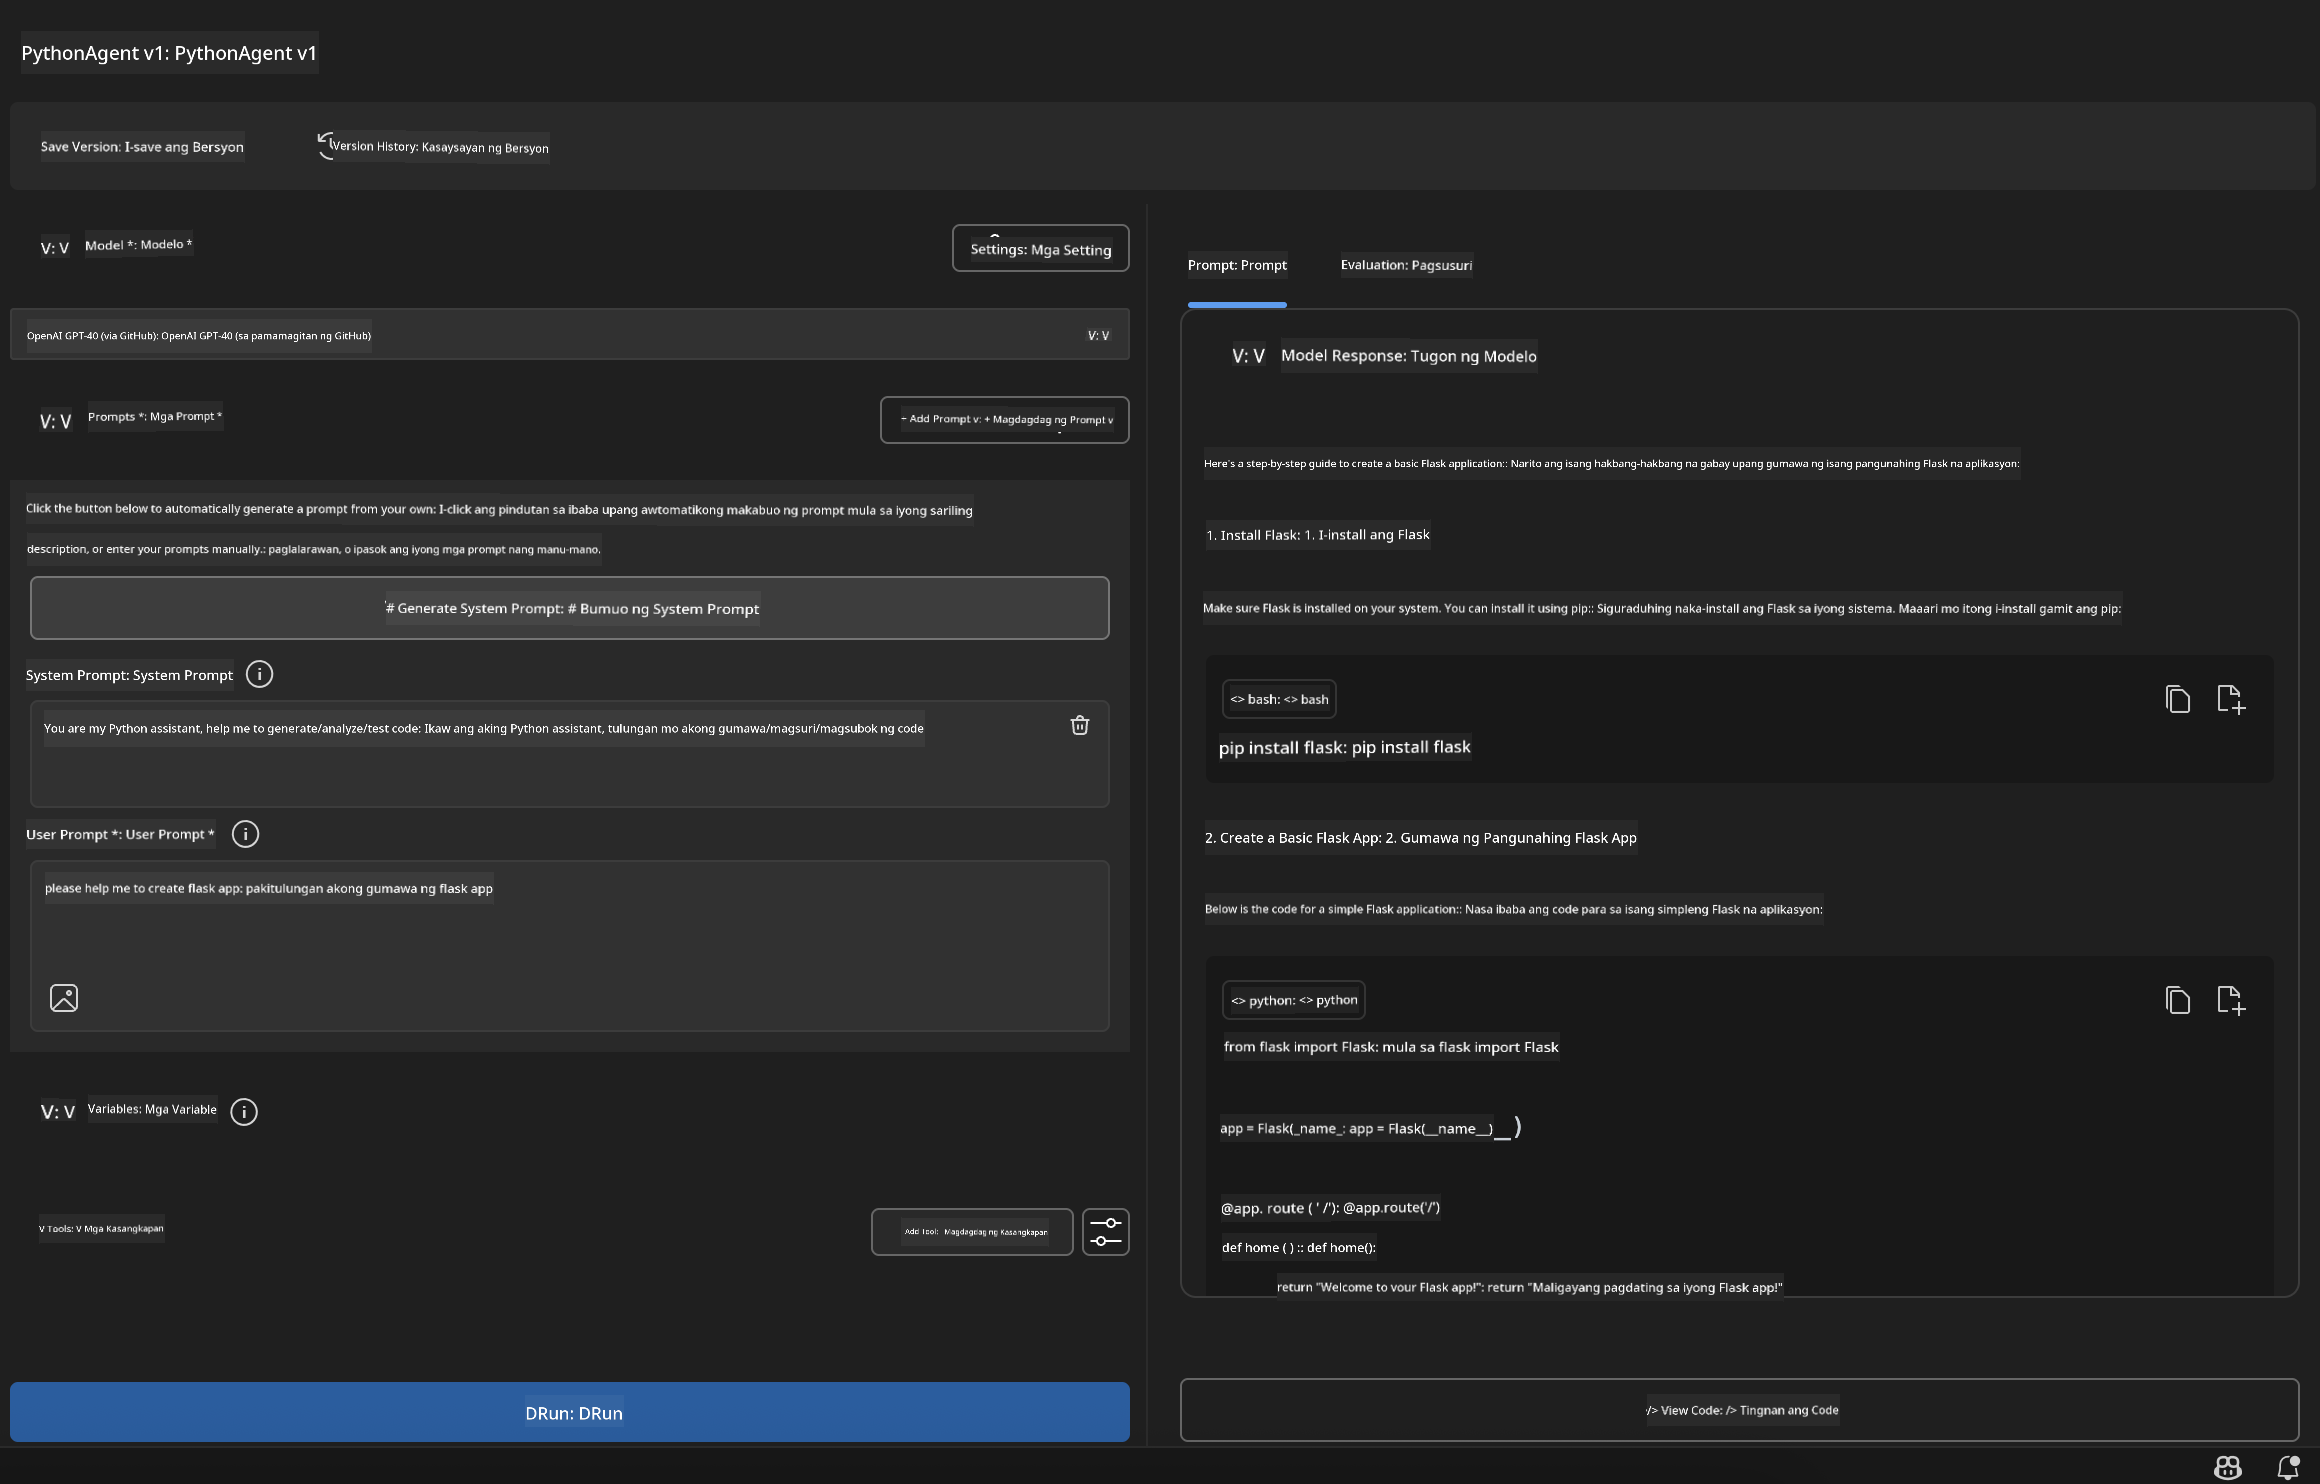 PythonAgent v1: PythonAgent v1
Save Version: I-save ang Bersyon
Version History: Kasaysayan ng Bersyon
V: V Model *: Modelo *
Settings: Mga Setting
OpenAI GPT-40 (via GitHub): OpenAI GPT-40 (sa pamamagitan ng GitHub)
V: V
V: V Prompts *: Mga Prompt *
+ Add Prompt v: + Magdagdag ng Prompt v
Click the button below to automatically generate a prompt from your own: I-click ang pindutan sa ibaba upang awtomatikong makabuo ng prompt mula sa iyong sariling
description, or enter your prompts manually.: paglalarawan, o ipasok ang iyong mga prompt nang manu-mano.
'# Generate System Prompt: # Bumuo ng System Prompt
System Prompt: System Prompt
You are my Python assistant, help me to generate/analyze/test code: Ikaw ang aking Python assistant, tulungan mo akong gumawa/magsuri/magsubok ng code
User Prompt *: User Prompt *
please help me to create flask app: pakitulungan akong gumawa ng flask app
V: V Variables: Mga Variable
V Tools: V Mga Kasangkapan
Add Tool: Magdagdag ng Kasangkapan
DRun: DRun
Prompt: Prompt
Evaluation: Pagsusuri
V: V Model Response: Tugon ng Modelo
Here's a step-by-step guide to create a basic Flask application:: Narito ang isang hakbang-hakbang na gabay upang gumawa ng isang pangunahing Flask na aplikasyon:
1. Install Flask: 1. I-install ang Flask
Make sure Flask is installed on your system. You can install it using pip:: Siguraduhing naka-install ang Flask sa iyong sistema. Maaari mo itong i-install gamit ang pip:
<> bash: <> bash
pip install flask: pip install flask
2. Create a Basic Flask App: 2. Gumawa ng Pangunahing Flask App
Below is the code for a simple Flask application:: Nasa ibaba ang code para sa isang simpleng Flask na aplikasyon:
<> python: <> python
from flask import Flask: mula sa flask import Flask
app = Flask(_name_: app = Flask(__name__)_ )
@app. route ( ' /'): @app.route('/')
def home ( ) :: def home():
return "Welcome to vour Flask app!": return "Maligayang pagdating sa iyong Flask app!"
/> View Code: /> Tingnan ang Code